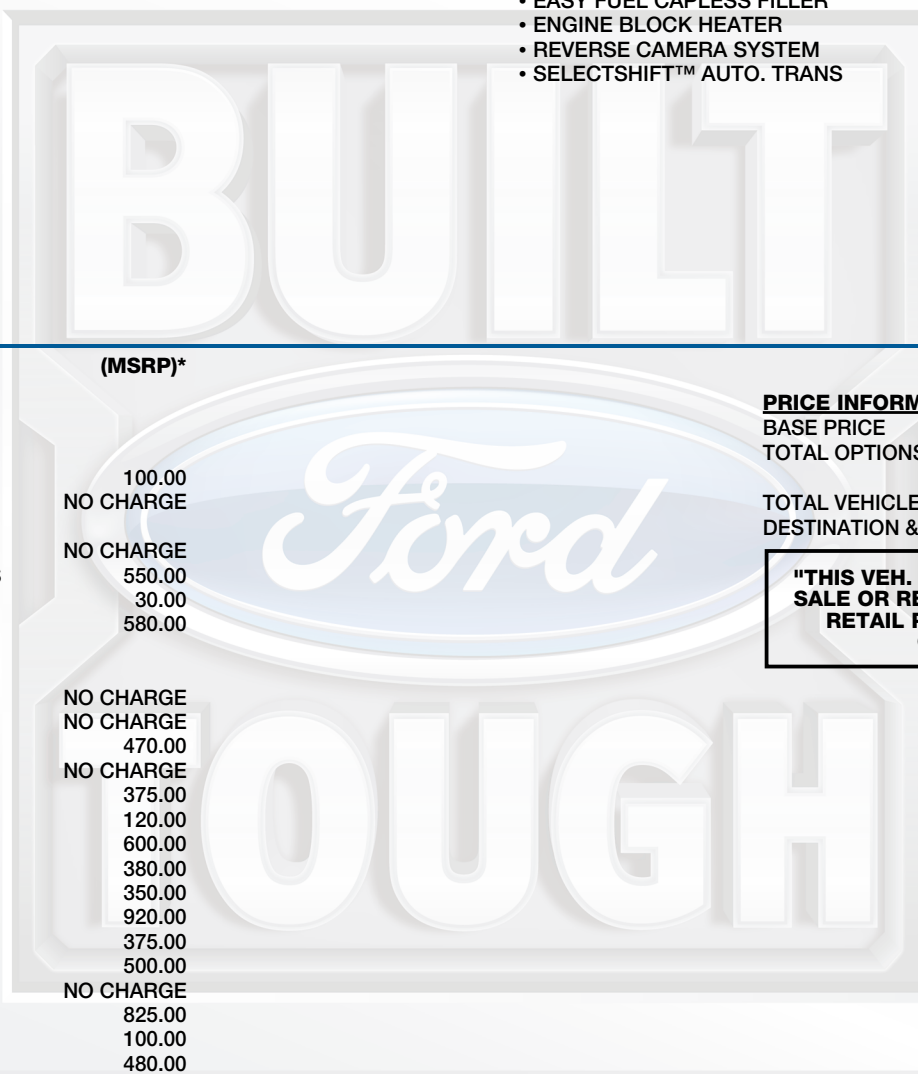 • EASY FUEL CAPLESS FILLER
• ENGINE BLOCK HEATER
• REVERSE CAMERA SYSTEM
• SELECTSHIFT™ AUTO. TRANS
BUILT
(MSRP)*
PRICE INFORM
BASE PRICE
TOTAL OPTIONS
100.00
NO CHARGE
TOTAL VEHICLE
DESTINATION &
NO CHARGE
550.00
30.00
580.00
Ford
"THIS VEH.
SALE OR RE
RETAIL
NO CHARGE
NO CHARGE
470.00
NO CHARGE
375.00
120.00
600.00
380.00
350.00
920.00
375.00
500.00
NO CHARGE
825.00
100.00
480.00
TOUGH